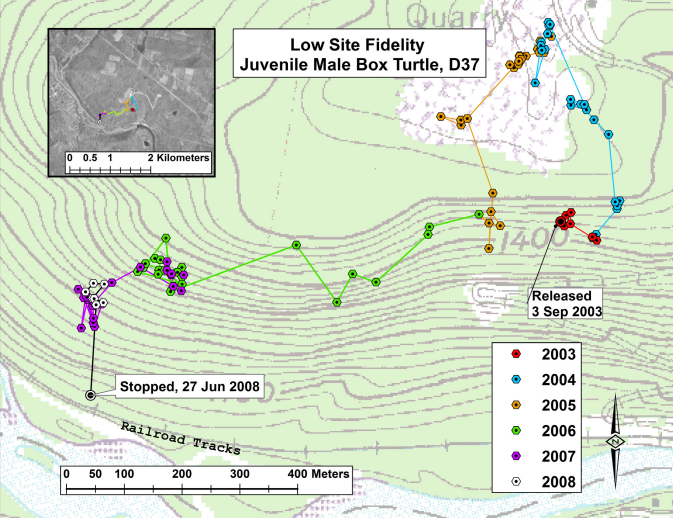 Quarry
Low Site Fidelity
Juvenile Male Box Turtle, D37
0 0.5 1 2 Kilometers
1400
Released
3 Sep 2003
2003
2004
2005
2006
2007
2008
Stopped, 27 Jun 2008
Railroad Tracks
0 50 100 200 300 400 Meters
N